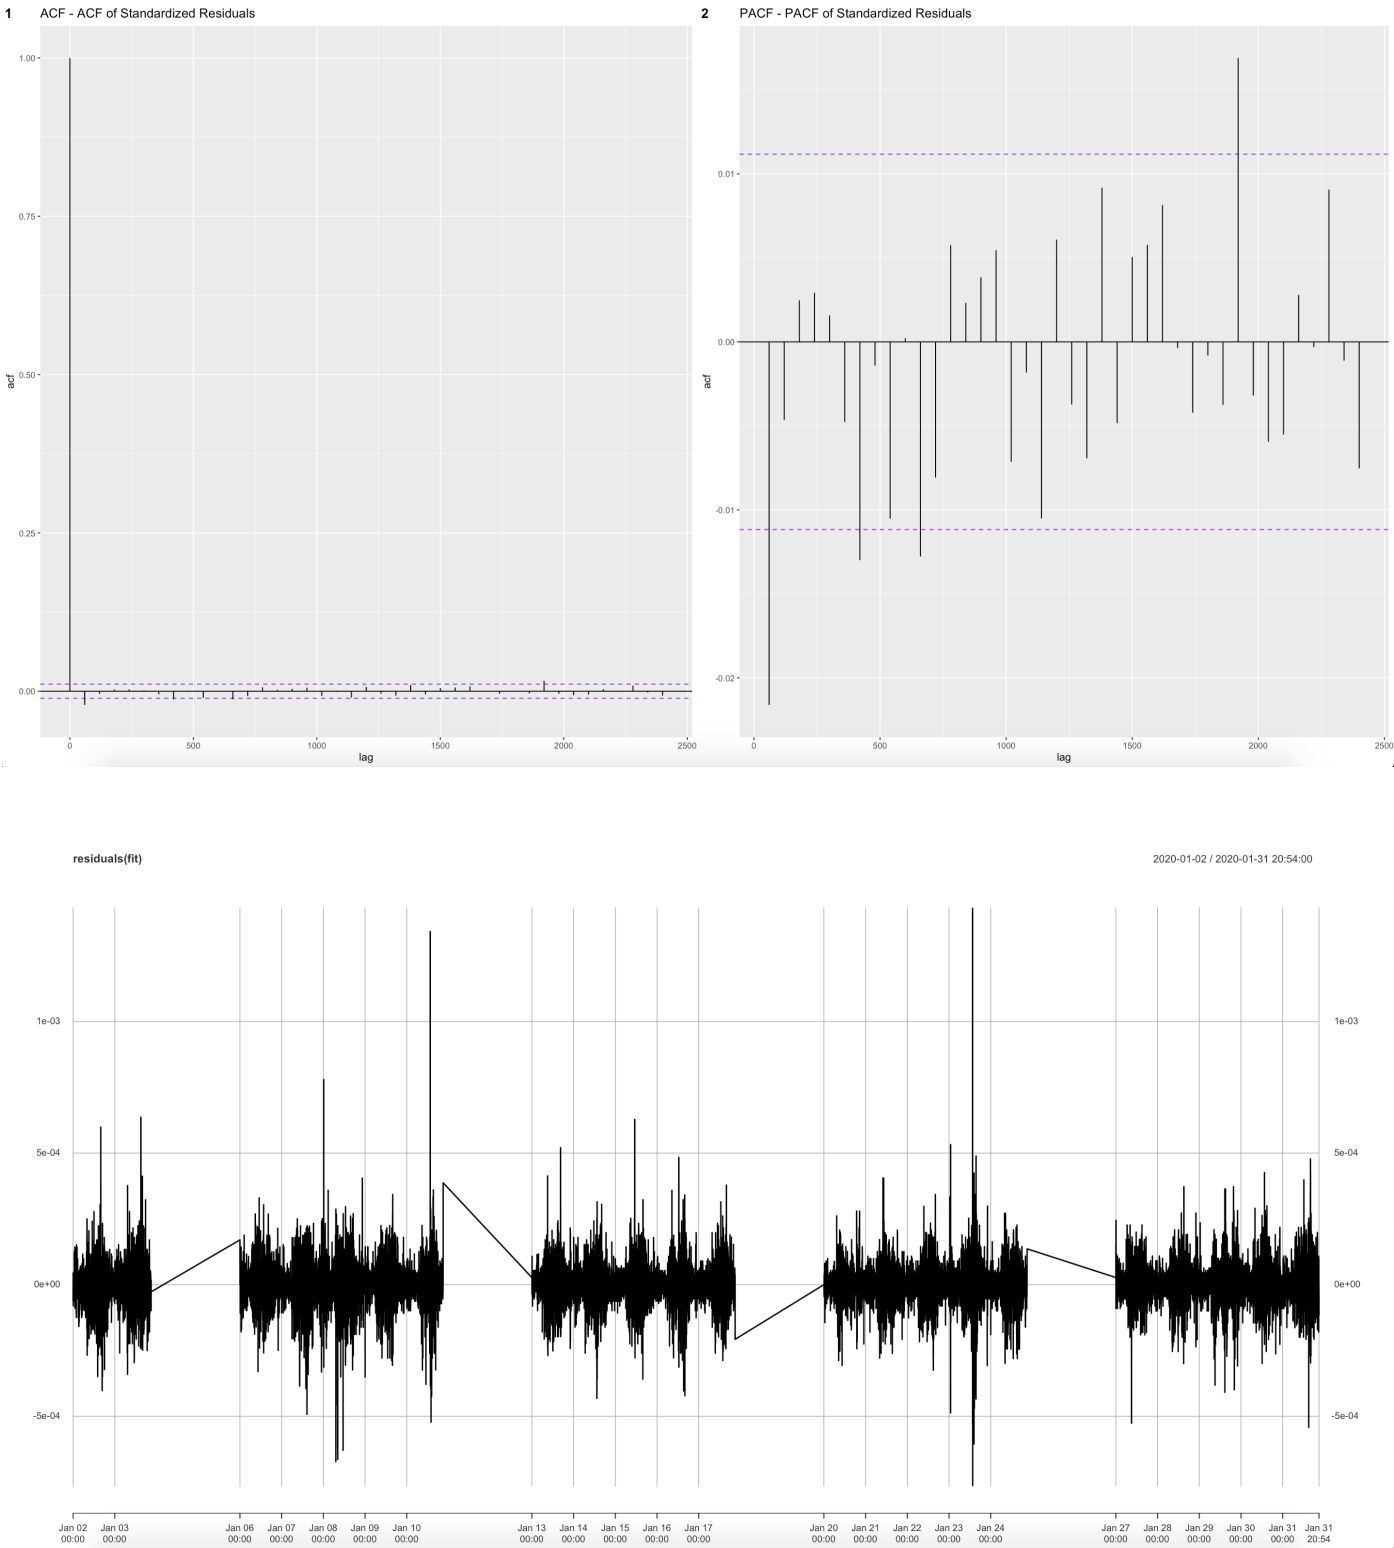 1 ACF - ACF of Standardized Residuals
1.00
0.75
0.50
0.25
0.00
acf
0 500 1000 1500 2000 2500
lag
2 PACF - PACF of Standardized Residuals
0.01
0.00
-0.01
-0.02
acf
0 500 1000 1500 2000 2500
lag
residuals(fit) 2020-01-02 / 2020-01-31 20:54:00
1e-03 1e-03
5e-04 5e-04
0e+00 0e+00
-5e-04 -5e-04
Jan 02 Jan 03 Jan 06 Jan 07 Jan 08 Jan 09 Jan 10 Jan 13 Jan 14 Jan 15 Jan 16 Jan 17 Jan 20 Jan 21 Jan 22 Jan 23 Jan 24 Jan 27 Jan 28 Jan 29 Jan 30 Jan 31 Jan 31
00:00 00:00 00:00 00:00 00:00 00:00 00:00 00:00 00:00 00:00 00:00 00:00 00:00 00:00 00:00 00:00 00:00 00:00 00:00 00:00 00:00 00:00 20:54